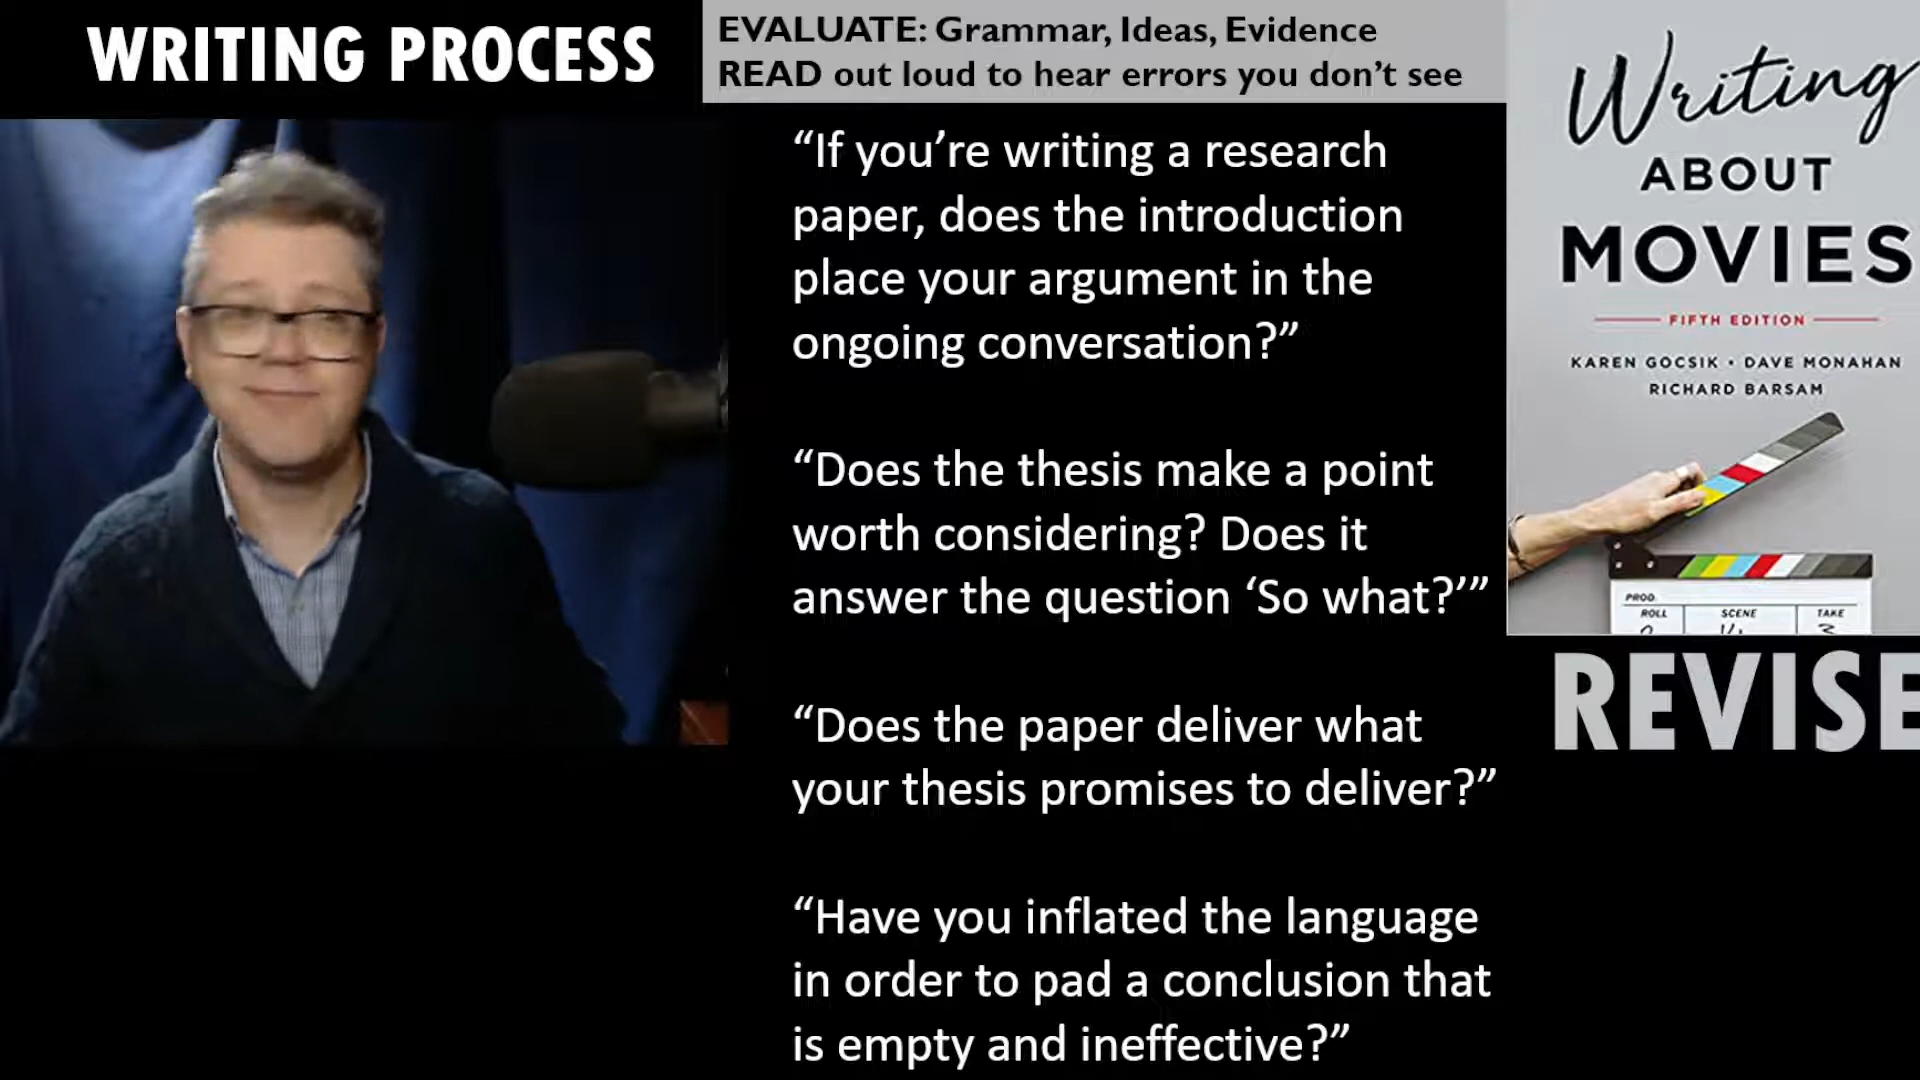 WRITING PROCESS
EVALUATE: Grammar, Ideas, Evidence
READ out loud to hear errors you don’t see
“If you’re writing a research
paper, does the introduction
place your argument in the
ongoing conversation?”
“Does the thesis make a point
worth considering? Does it
answer the question ‘So what?’”
“Does the paper deliver what
your thesis promises to deliver?”
“Have you inflated the language
in order to pad a conclusion that
is empty and ineffective?”
Writing
ABOUT
MOVIES
FIFTH EDITION
KAREN GOCSIK • DAVE MONAHAN
RICHARD BARSAM
PROD.
ROLL SCENE TAKE
REVISE